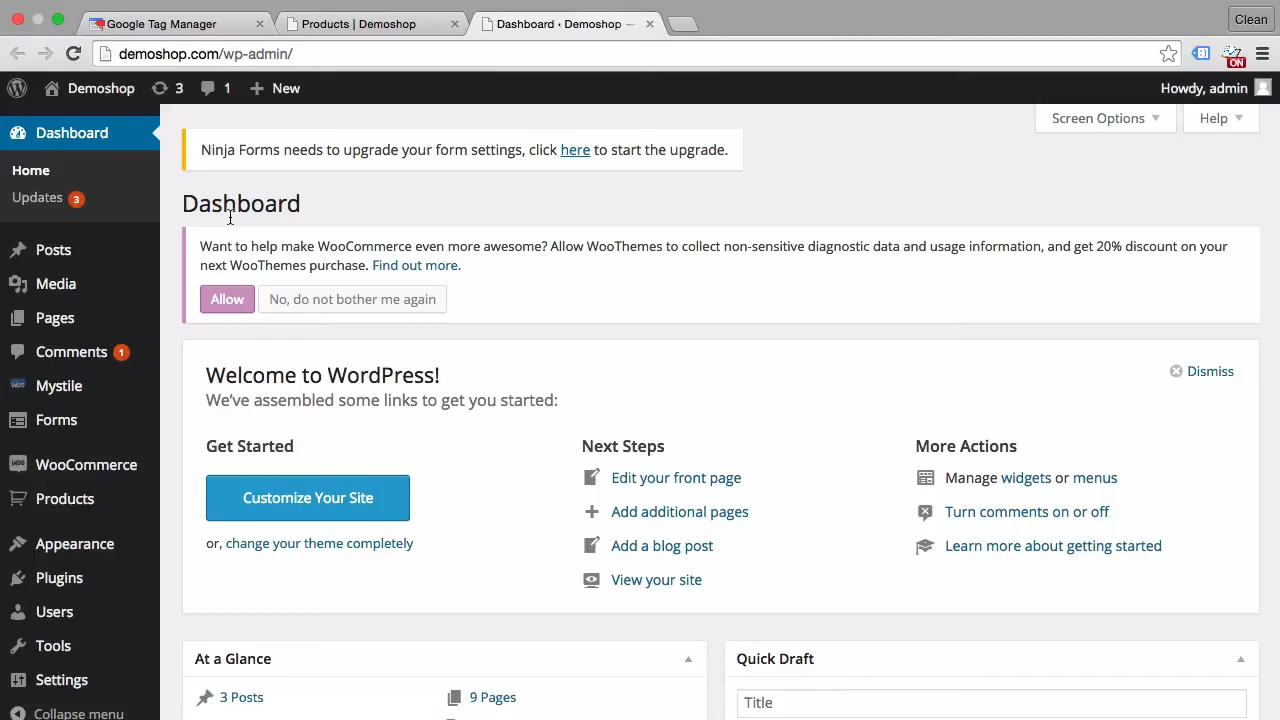 Google Tag Manager
Products | Demoshop
Dashboard ‹ Demoshop —
Clean
demoshop.com/wp-admin/
ON
Demoshop
3
1
New
Howdy, admin
Dashboard
Home
Updates 3
Posts
Media
Pages
Comments 1
Mystile
Forms
WooCommerce
Products
Appearance
Plugins
Users
Tools
Settings
Collapse menu
Screen Options
Help
Ninja Forms needs to upgrade your form settings, click here to start the upgrade.
Dashboard
Want to help make WooCommerce even more awesome? Allow WooThemes to collect non-sensitive diagnostic data and usage information, and get 20% discount on your
next WooThemes purchase. Find out more.
Allow
No, do not bother me again
Welcome to WordPress!
Dismiss
We've assembled some links to get you started:
Get Started
Customize Your Site
or, change your theme completely
Next Steps
Edit your front page
Add additional pages
Add a blog post
View your site
More Actions
Manage widgets or menus
Turn comments on or off
Learn more about getting started
At a Glance
3 Posts
9 Pages
Quick Draft
Title